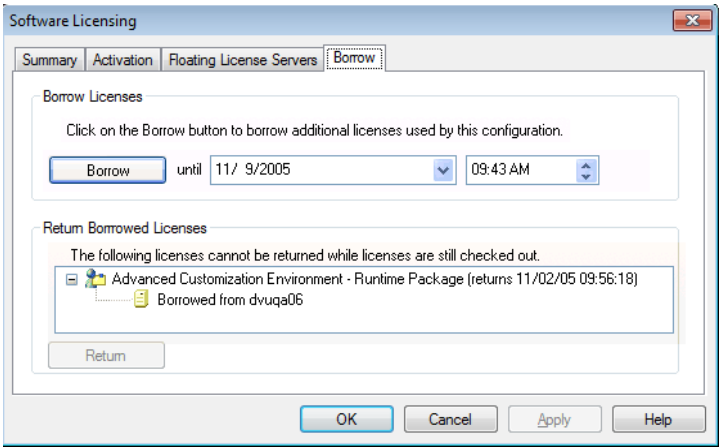 Software Licensing
Summary Activation Floating License Servers Borrow
Borrow Licenses
Click on the Borrow button to borrow additional licenses used by this configuration.
Borrow until 11/ 9/2005 09:43 AM
Return Borrowed Licenses
The following licenses cannot be returned while licenses are still checked out.
Advanced Customization Environment - Runtime Package (returns 11/02/05 09:56:18)
Borrowed from dvuqa06
Return
OK Cancel Apply Help